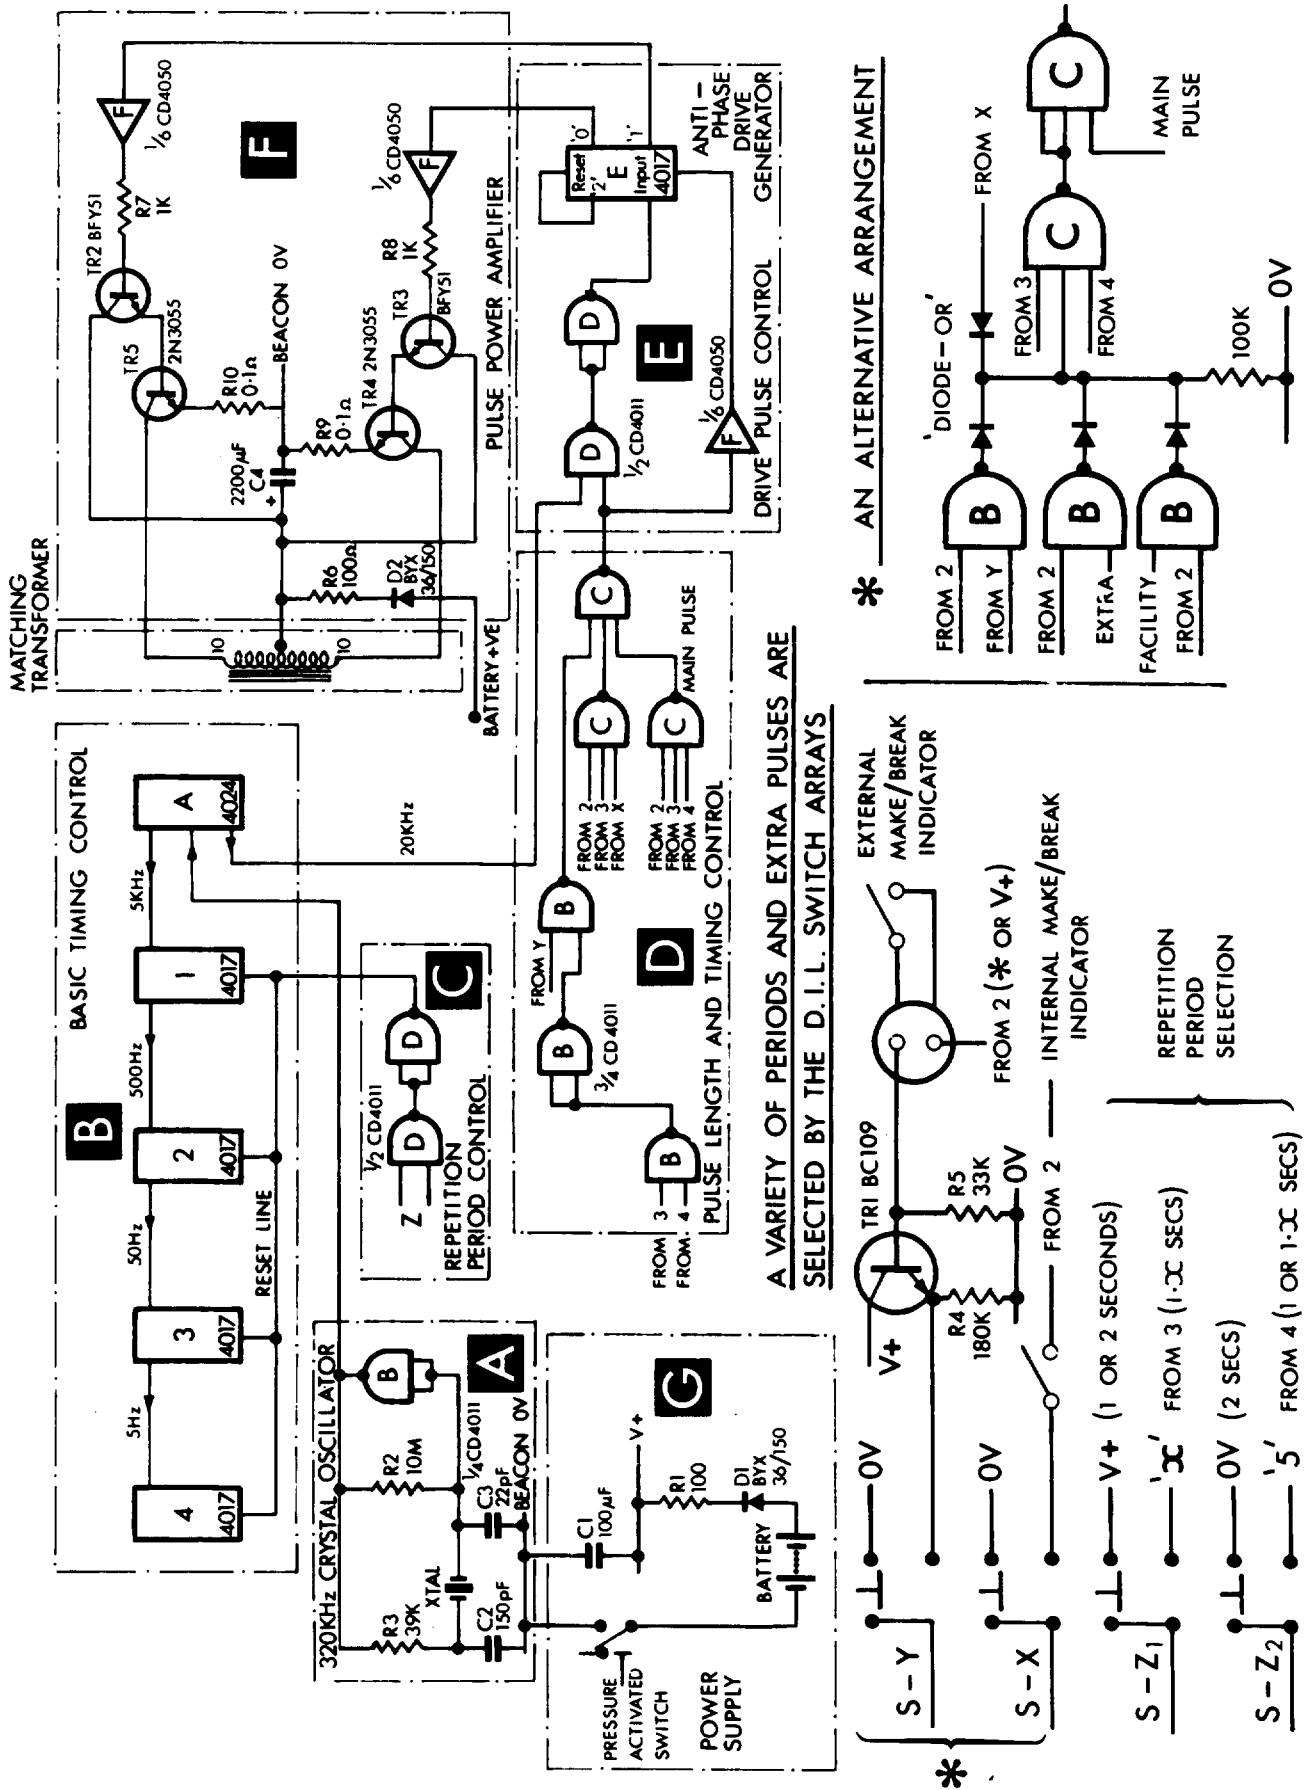 MATCHING
TRANSFORMER
BASIC TIMING CONTROL
B
4
4017
5Hz
3
4017
50Hz
2
4017
500Hz
1
4017
5KHz
A
4024
RESET LINE
20KHz
320KHz CRYSTAL OSCILLATOR
R3
39K
R2
10M
XTAL
C2
150pF
C3
22pF
1/4 CD4011
B
BEACON 0V
A
1/2 CD4011
Z
D
D
REPETITION
PERIOD CONTROL
C
PRESSURE
ACTIVATED
SWITCH
POWER
SUPPLY
C1
100µF
V+
R1
100
D1
BYX
36/150
BATTERY
G
FROM 3
FROM 4
B
B
3/4 CD4011
FROM Y
B
D
FROM 2
FROM 3
FROM X
C
FROM 2
FROM 3
FROM 4
C
MAIN PULSE
C
PULSE LENGTH AND TIMING CONTROL
10
10
BATTERY+VE
R6
100Ω
D2
BYX
36/150
2200µF
C4
+
BEACON 0V
R9
0·1Ω
R10
0·1Ω
TR5
2N3055
TR2 BFY51
R7
1K
F
1/6 CD4050
F
TR4 2N3055
TR3
BFY51
R8
1K
F
1/6 CD4050
PULSE POWER AMPLIFIER
D
D
1/2 CD4011
E
F
1/6 CD4050
Reset
'2'
E
Input
4017
'0'
'1'
ANTI-
PHASE
DRIVE
GENERATOR
DRIVE PULSE CONTROL
A VARIETY OF PERIODS AND EXTRA PULSES ARE
SELECTED BY THE D.I.L. SWITCH ARRAYS
*
S-Y
0V
V+
TR1 BC109
R4
180K
R5
33K
0V
EXTERNAL
MAKE/BREAK
INDICATOR
FROM 2 (* OR V+)
S-X
0V
FROM 2
INTERNAL MAKE/BREAK
INDICATOR
S-Z1
V+ (1 OR 2 SECONDS)
'x' FROM 3 (1·x SECS)
S-Z2
0V (2 SECS)
'5' FROM 4 (1 OR 1·x SECS)
REPETITION
PERIOD
SELECTION
* AN ALTERNATIVE ARRANGEMENT
FROM 2
FROM Y
B
FROM 2
EXTRA
B
FACILITY
FROM 2
B
'DIODE-OR'
FROM X
FROM 3
FROM 4
C
C
MAIN
PULSE
100K
0V